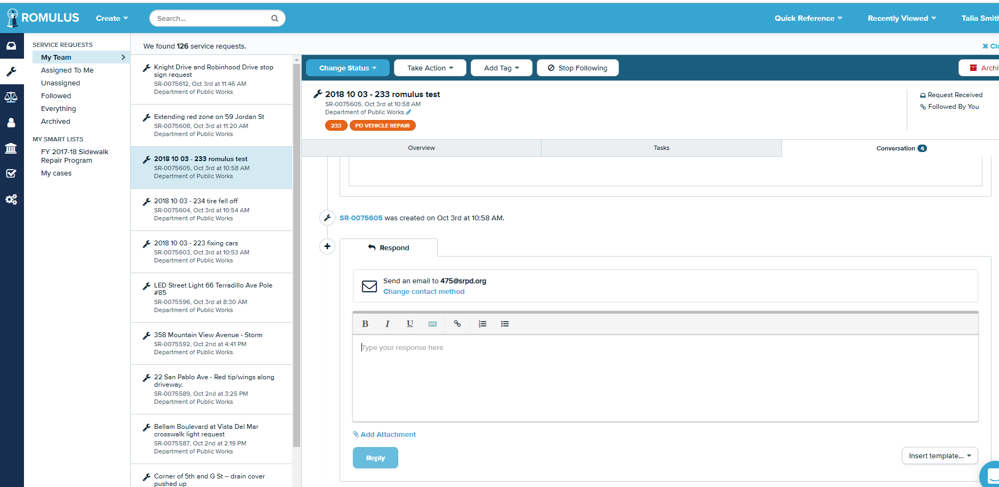 ROMULUS
Create
Search...
Quick Reference
Recently Viewed
Talia Smith
SERVICE REQUESTS
My Team
Assigned To Me
Unassigned
Followed
Everything
Archived
MY SMART LISTS
FY 2017-18 Sidewalk
Repair Program
My cases
We found 126 service requests.
Clo
Knight Drive and Robinhood Drive stop
sign request
SR-0075612, Oct 3rd at 11:46 AM
Department of Public Works
Extending red zone on 59 Jordan St
SR-0075608, Oct 3rd at 11:20 AM
Department of Public Works
2018 10 03 - 233 romulus test
SR-0075605, Oct 3rd at 10:58 AM
Department of Public Works
2018 10 03 - 234 tire fell off
SR-0075604, Oct 3rd at 10:54 AM
Department of Public Works
2018 10 03 - 223 fixing cars
SR-0075603, Oct 3rd at 10:53 AM
Department of Public Works
LED Street Light 66 Terradillo Ave Pole
#85
SR-0075596, Oct 3rd at 8:30 AM
Department of Public Works
358 Mountain View Avenue - Storm
SR-0075592, Oct 2nd at 4:41 PM
Department of Public Works
22 San Pablo Ave - Red tip/wings along
driveway.
SR-0075589, Oct 2nd at 3:25 PM
Department of Public Works
Bellam Boulevard at Vista Del Mar
crosswalk light request
SR-0075587, Oct 2nd at 2:19 PM
Department of Public Works
Corner of 5th and G St -- drain cover
pushed up
Change Status
Take Action
Add Tag
Stop Following
Archi
2018 10 03 - 233 romulus test
SR-0075605, Oct 3rd at 10:58 AM
Department of Public Works
233
PD VEHICLE REPAIR
Request Received
Followed By You
Overview
Tasks
Conversation 4
SR-0075605 was created on Oct 3rd at 10:58 AM.
Respond
Send an email to 475@srpd.org
Change contact method
B I U
Type your response here
Add Attachment
Reply
Insert template...